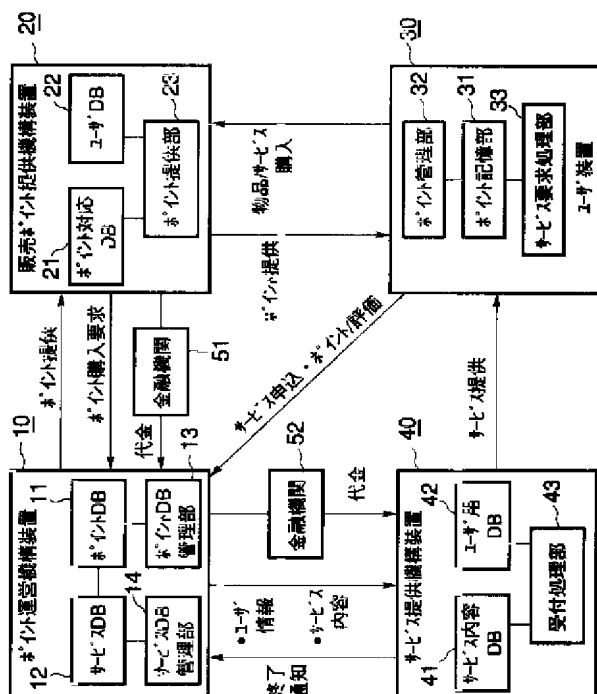 10
ポイント運営機構装置
11
ポイントDB
12
サービスDB
13
ポイントDB
管理部
14
サービスDB
管理部
ポイント提供
ポイント購入要求
金融機関
51
代金
20
販売ポイント提供機構装置
21
ポイント対応
DB
22
ユーザDB
23
ポイント提供部
物品/サービス
購入
ポイント提供
30
32
ポイント管理部
31
ポイント記憶部
33
サービス要求処理部
ユーザ装置
サービス申込・ポイント/評価
サービス提供
金融機関
52
代金
●ユーザ
情報
●サービス
内容
終了
通知
40
サービス提供機構装置
41
サービス内容
DB
42
ユーザ用
DB
43
受付処理部